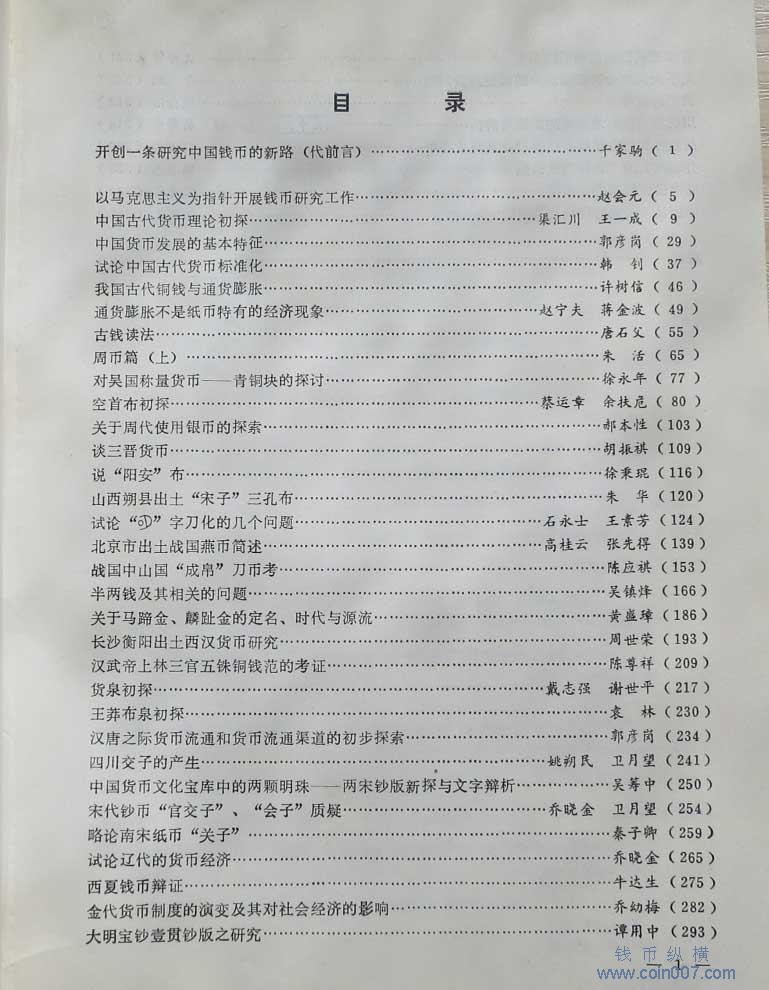 目 录
开创一条研究中国钱币的新路（代前言）……………………………千家驹（ 1 ）
以马克思主义为指针开展钱币研究工作……………………………赵会元（ 5 ）
中国古代货币理论初探……………………………渠汇川 王一成（ 9 ）
中国货币发展的基本特征……………………………郭彦岗（ 29 ）
试论中国古代货币标准化……………………………韩 钊（ 37 ）
我国古代铜钱与通货膨胀……………………………许树信（ 46 ）
通货膨胀不是纸币特有的经济现象……………………………赵宁夫 蒋金波（ 49 ）
古钱读法……………………………唐石父（ 55 ）
周币篇（上）……………………………朱 活（ 65 ）
对吴国称量货币——青铜块的探讨……………………………徐永年（ 77 ）
空首布初探……………………………蔡运章 余扶危（ 80 ）
关于周代使用银币的探索……………………………郝本性（103）
谈三晋货币……………………………胡振祺（109）
说“阳安”布……………………………徐秉琨（116）
山西朔县出土“宋子”三孔布……………………………朱 华（120）
试论“”字刀化的几个问题……………………………石永士 王素芳（124）
北京市出土战国燕币简述……………………………高桂云 张先得（139）
战国中山国“成帛”刀币考……………………………陈应祺（153）
半两钱及其相关的问题……………………………吴镇烽（166）
关于马蹄金、麟趾金的定名、时代与源流……………………………黄盛璋（186）
长沙衡阳出土西汉货币研究……………………………周世荣（193）
汉武帝上林三官五铢铜钱范的考证……………………………陈尊祥（209）
货泉初探……………………………戴志强 谢世平（217）
王莽布泉初探……………………………袁 林（230）
汉唐之际货币流通和货币流通渠道的初步探索……………………………郭彦岗（234）
四川交子的产生……………………………姚朔民 卫月望（241）
中国货币文化宝库中的两颗明珠——两宋钞版新探与文字辩析……………………………吴筹中（250）
宋代钞币“官交子”、“会子”质疑……………………………乔晓金 卫月望（254）
略论南宋纸币“关子”……………………………秦子卿（259）
试论辽代的货币经济……………………………乔晓金（265）
西夏钱币辩证……………………………牛达生（275）
金代货币制度的演变及其对社会经济的影响……………………………乔幼梅（282）
大明宝钞壹贯钞版之研究……………………………谭用中（293）
— 1 —
钱币纵横
www.coin007.com